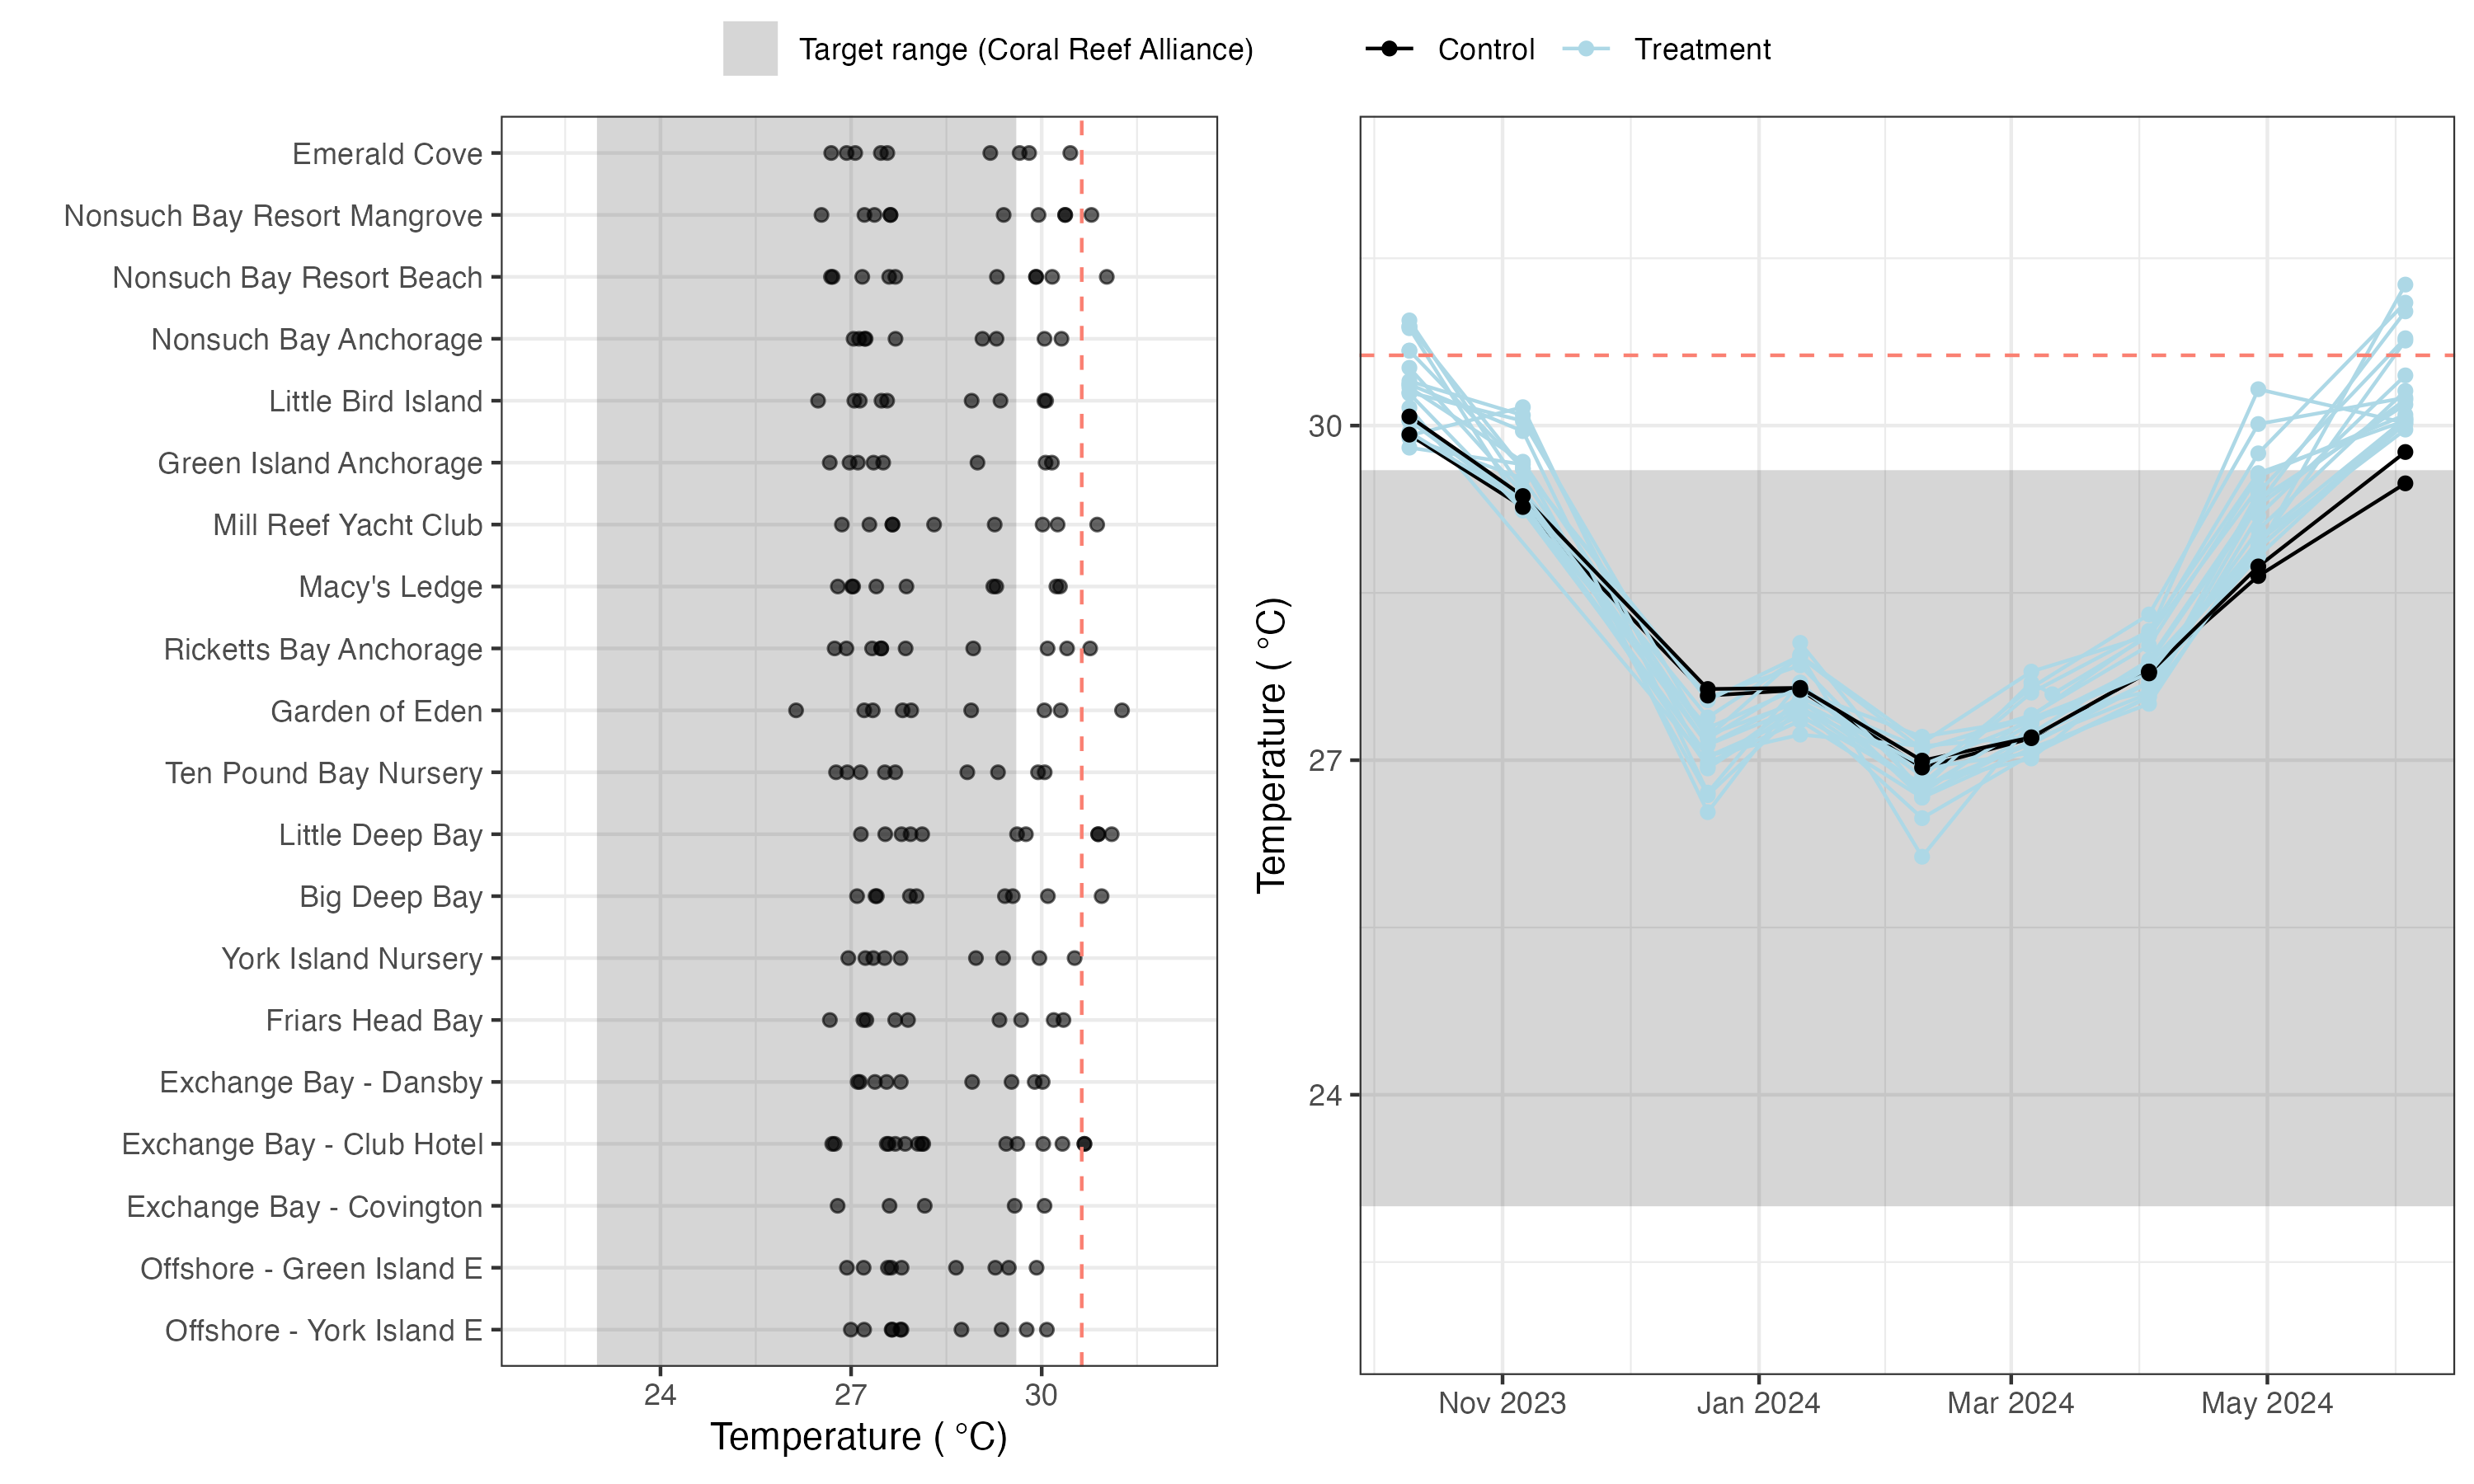 Target range (Coral Reef Alliance)
Control
Treatment
Emerald Cove
Nonsuch Bay Resort Mangrove
Nonsuch Bay Resort Beach
Nonsuch Bay Anchorage
Little Bird Island
Green Island Anchorage
Mill Reef Yacht Club
Macy's Ledge
Ricketts Bay Anchorage
Garden of Eden
Ten Pound Bay Nursery
Little Deep Bay
Big Deep Bay
York Island Nursery
Friars Head Bay
Exchange Bay - Dansby
Exchange Bay - Club Hotel
Exchange Bay - Covington
Offshore - Green Island E
Offshore - York Island E
24 27 30
Temperature ( °C)
Temperature ( °C)
30
27
24
Nov 2023 Jan 2024 Mar 2024 May 2024